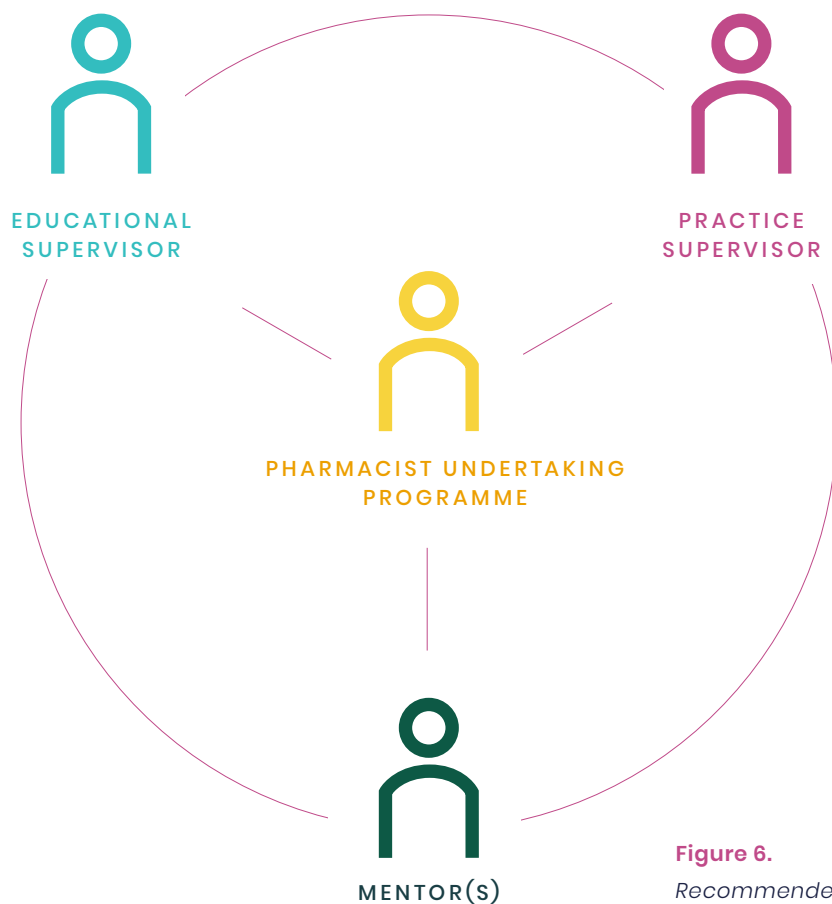 EDUCATIONAL
SUPERVISOR
PRACTICE
SUPERVISOR
PHARMACIST UNDERTAKING
PROGRAMME
MENTOR(S)
Figure 6.
Recommende